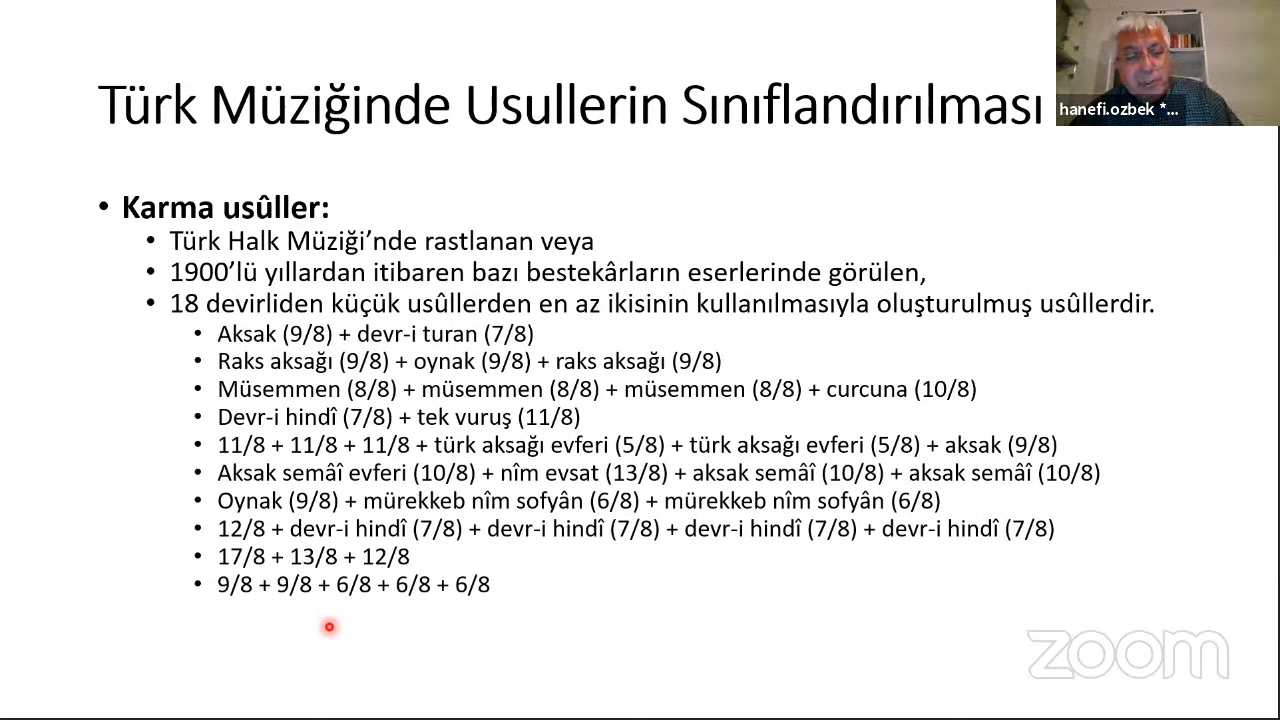 Türk Müziğinde Usullerin Sınıflandırılması
hanefi.ozbek *...
• Karma usûller:
• Türk Halk Müziği’nde rastlanan veya
• 1900’lü yıllardan itibaren bazı bestekârların eserlerinde görülen,
• 18 devirliden küçük usûllerden en az ikisinin kullanılmasıyla oluşturulmuş usûllerdir.
• Aksak (9/8) + devr-i turan (7/8)
• Raks aksağı (9/8) + oynak (9/8) + raks aksağı (9/8)
• Müsemmen (8/8) + müsemmen (8/8) + müsemmen (8/8) + curcuna (10/8)
• Devr-i hindî (7/8) + tek vuruş (11/8)
• 11/8 + 11/8 + 11/8 + türk aksağı evferi (5/8) + türk aksağı evferi (5/8) + aksak (9/8)
• Aksak semâî evferi (10/8) + nîm evsat (13/8) + aksak semâî (10/8) + aksak semâî (10/8)
• Oynak (9/8) + mürekkeb nîm sofyân (6/8) + mürekkeb nîm sofyân (6/8)
• 12/8 + devr-i hindî (7/8) + devr-i hindî (7/8) + devr-i hindî (7/8) + devr-i hindî (7/8)
• 17/8 + 13/8 + 12/8
• 9/8 + 9/8 + 6/8 + 6/8 + 6/8
zoom